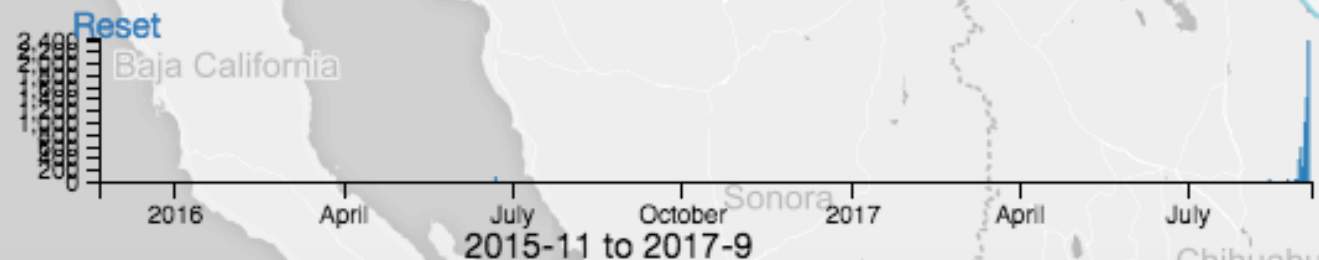 Reset
2,400
Baja California
200
0
Sonora
2016 April July October 2017 April July
2015-11 to 2017-9